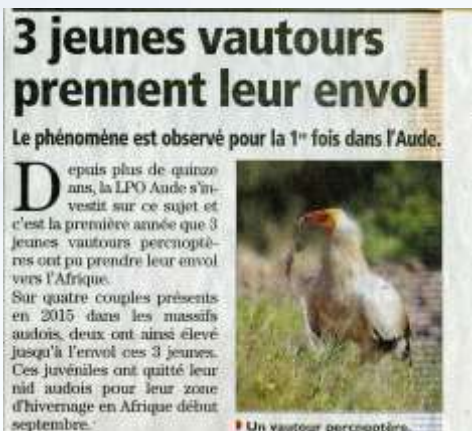 3 jeunes vautours
prennent leur envol
Le phénomène est observé pour la 1re fois dans l'Aude.
Depuis plus de quinze
ans, la LPO Aude s'in-
vestit sur ce sujet et
c'est la première année que 3
jeunes vautours percnoptè-
res ont pu prendre leur envol
vers l'Afrique.
Sur quatre couples présents
en 2015 dans les massifs
audois, deux ont ainsi élevé
jusqu'à l'envol ces 3 jeunes.
Ces juvéniles ont quitté leur
nid audois pour leur zone
d'hivernage en Afrique début
septembre.
Un vautour percnoptère.